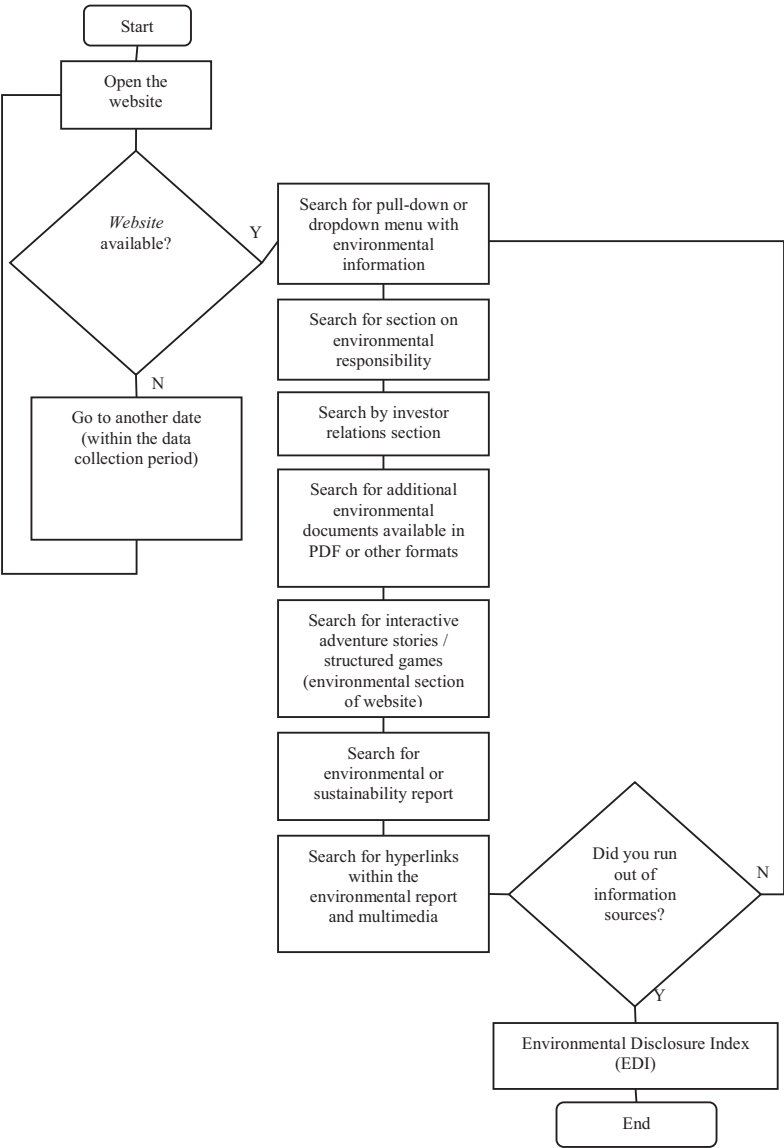 Start
Open the
website
Website
available?
Y
N
Go to another date
(within the data
collection period)
Search for pull-down or
dropdown menu with
environmental
information
Search for section on
environmental
responsibility
Search by investor
relations section
Search for additional
environmental
documents available in
PDF or other formats
Search for interactive
adventure stories /
structured games
(environmental section
of website)
Search for
environmental or
sustainability report
Search for hyperlinks
within the
environmental report
and multimedia
Did you run
out of
information
sources?
N
Y
Environmental Disclosure Index
(EDI)
End